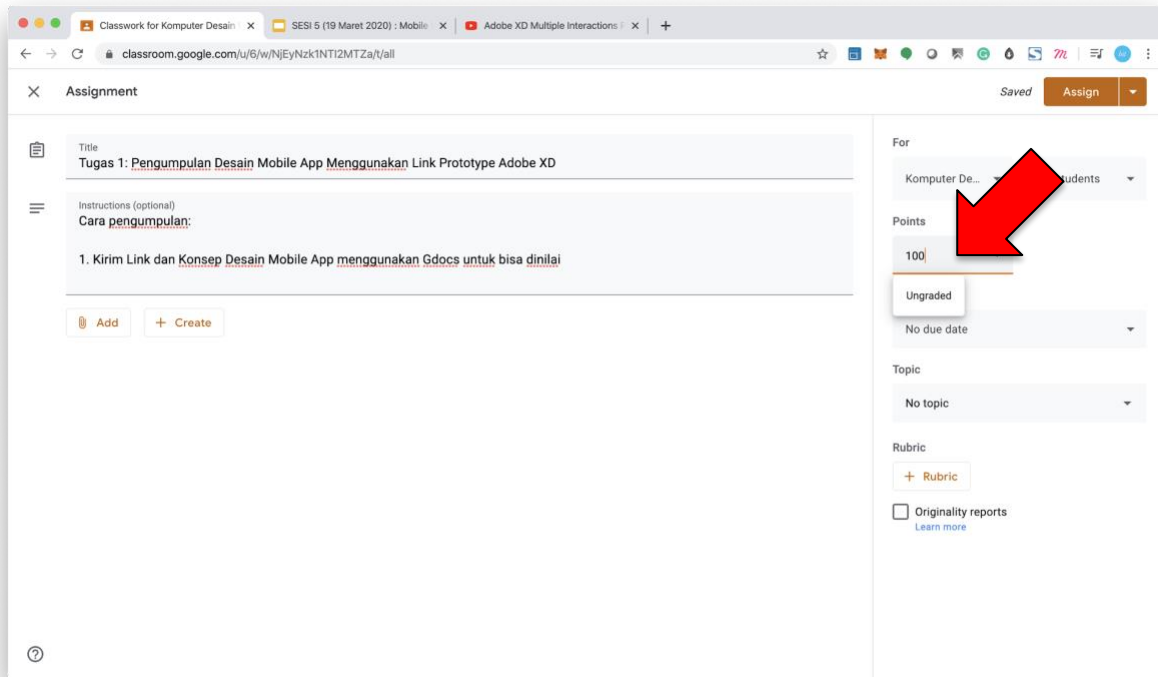 Classwork for Komputer Desain
SESI 5 (19 Maret 2020) : Mobile
Adobe XD Multiple Interactions
classroom.google.com/u/6/w/NjEyNzk1NTI2MTZa/t/all
Assignment
Saved
Assign
Title
Tugas 1: Pengumpulan Desain Mobile App Menggunakan Link Prototype Adobe XD
Instructions (optional)
Cara pengumpulan:
1. Kirim Link dan Konsep Desain Mobile App menggunakan Gdocs untuk bisa dinilai
Add
+ Create
For
Komputer De...
Points
100
Ungraded
No due date
Topic
No topic
Rubric
+ Rubric
Originality reports
Learn more